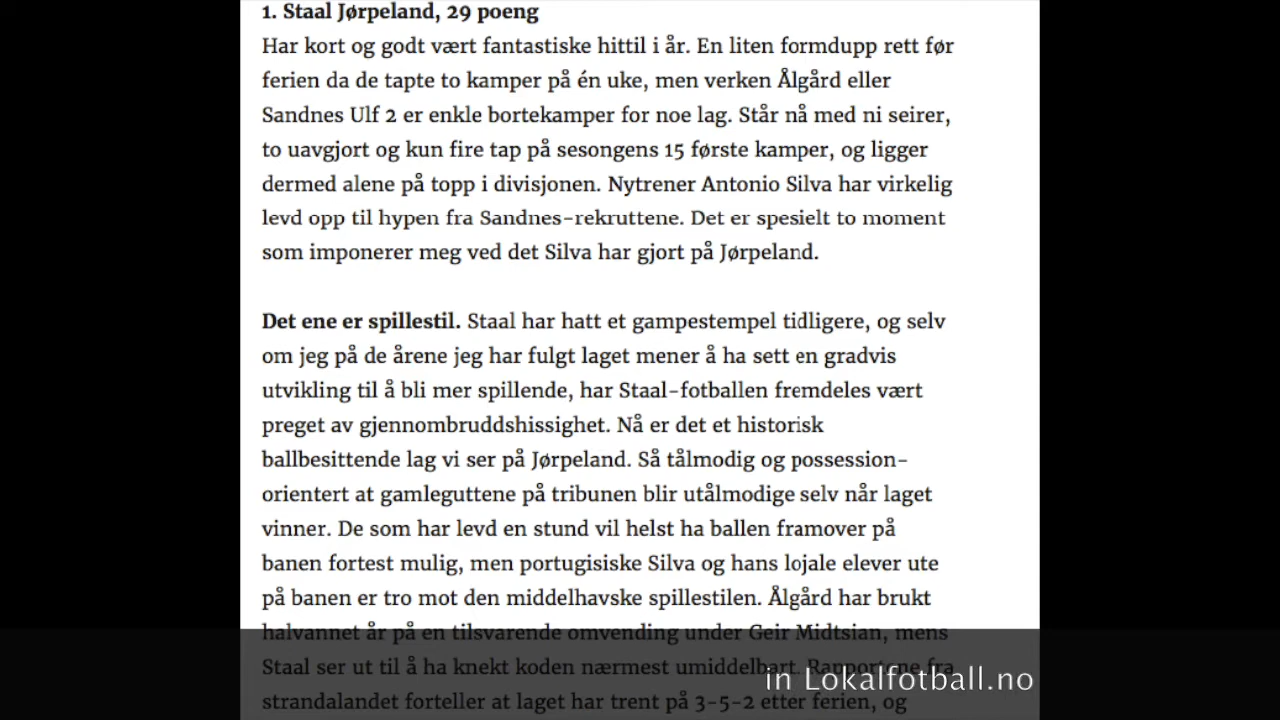 1. Staal Jørpeland, 29 poeng
Har kort og godt vært fantastiske hittil i år. En liten formdupp rett før
ferien da de tapte to kamper på én uke, men verken Ålgård eller
Sandnes Ulf 2 er enkle bortekamper for noe lag. Står nå med ni seirer,
to uavgjort og kun fire tap på sesongens 15 første kamper, og ligger
dermed alene på topp i divisjonen. Nytrener Antonio Silva har virkelig
levd opp til hypen fra Sandnes-rekruttene. Det er spesielt to moment
som imponerer meg ved det Silva har gjort på Jørpeland.
Det ene er spillestil. Staal har hatt et gampestempel tidligere, og selv
om jeg på de årene jeg har fulgt laget mener å ha sett en gradvis
utvikling til å bli mer spillende, har Staal-fotballen fremdeles vært
preget av gjennombruddshissighet. Nå er det et historisk
ballbesittende lag vi ser på Jørpeland. Så tålmodig og possession-
orientert at gamleguttene på tribunen blir utålmodige selv når laget
vinner. De som har levd en stund vil helst ha ballen framover på
banen fortest mulig, men portugisiske Silva og hans lojale elever ute
på banen er tro mot den middelhavske spillestilen. Ålgård har brukt
halvannet år på en tilsvarende omvending under Geir Midtsian, mens
Staal ser ut til å ha knekt koden nærmest umiddelbart. Rapportene fra
strandalandet forteller at laget har trent på 3-5-2 etter ferien, og
in Lokalfotball.no